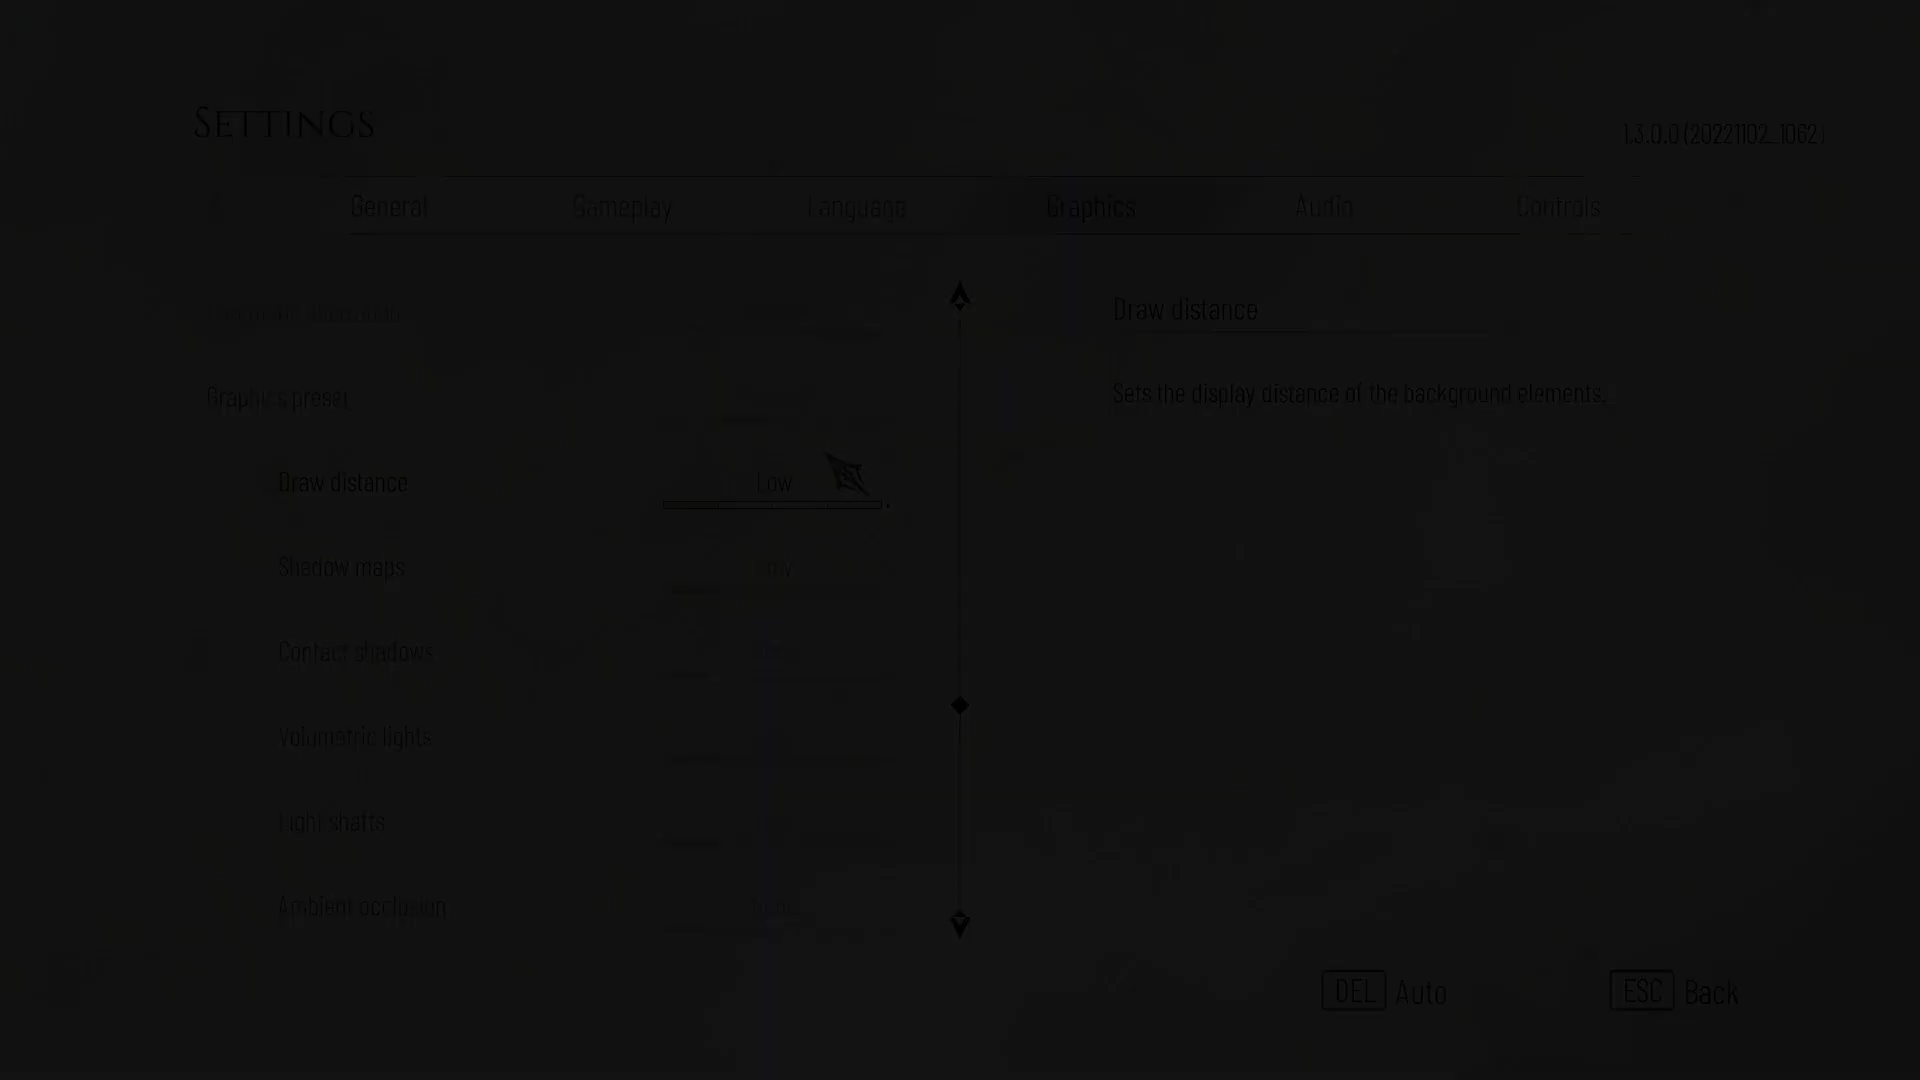 SETTINGS
1.3.0.0 (20221102_1062)
General Gameplay Language Graphics Audio Controls
Draw distance
Graphics preset
Sets the display distance of the background elements.
Draw distance Low
Shadow maps Low
Contact shadows
Volumetric lights
Light shafts
Ambient occlusion
DEL Auto ESC Back